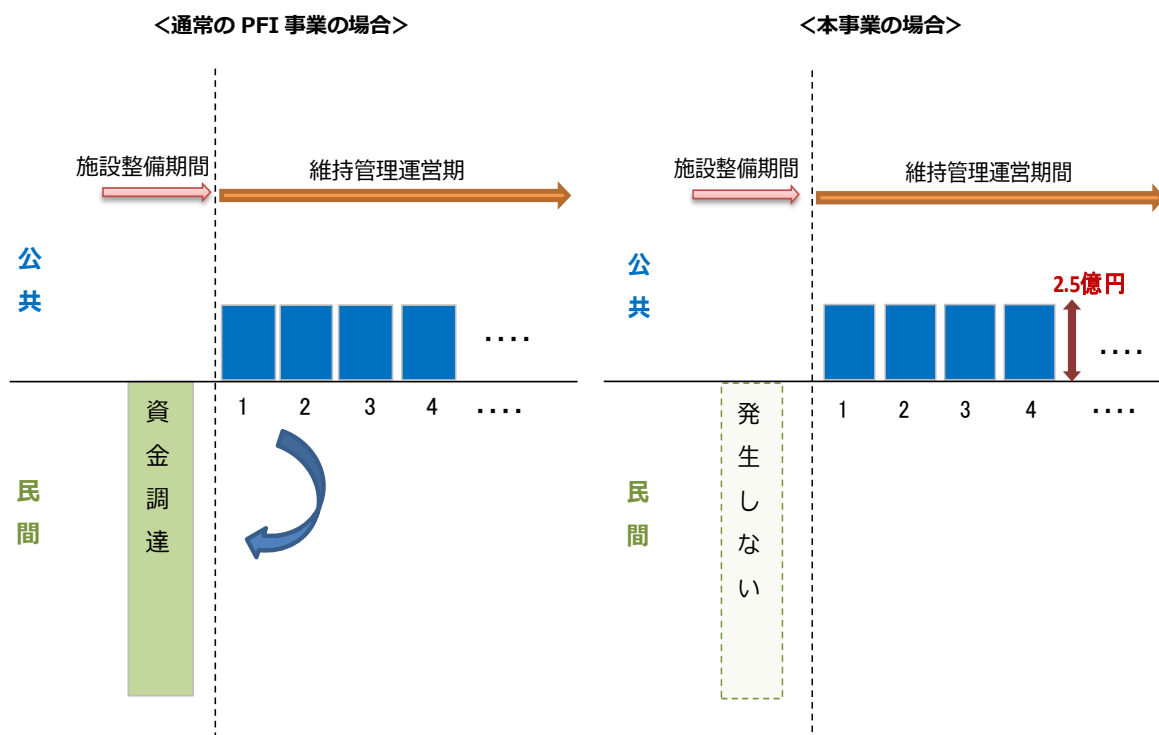 <通常の PFI 事業の場合>
施設整備期間
維持管理運営期
公共
‥‥
1 2 3 4 ‥‥
民間
資金調達
<本事業の場合>
施設整備期間
維持管理運営期間
公共
2.5億円
‥‥
1 2 3 4 ‥‥
民間
発生しない